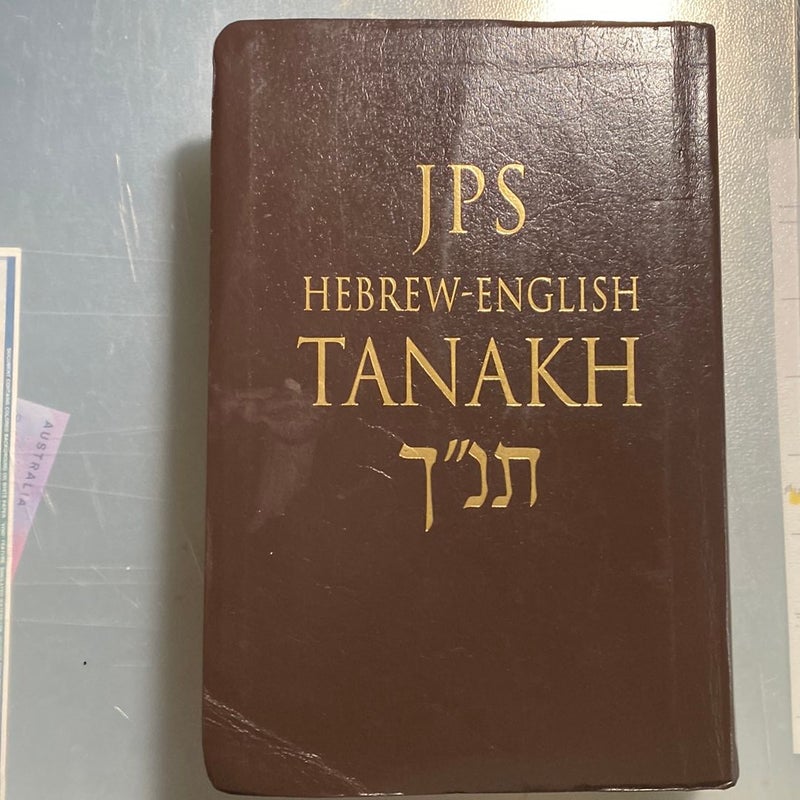 JPS
HEBREW-ENGLISH
TANAKH
תנ״ך
AUSTRALIA